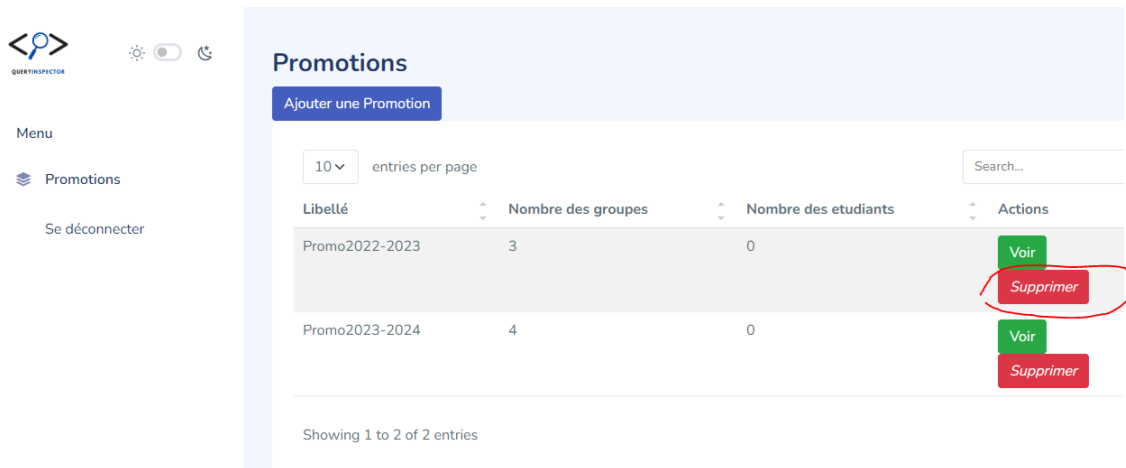 QUERYINSPECTOR
Menu
Promotions
Se déconnecter
Promotions
Ajouter une Promotion
10 entries per page
Search...
Libellé Nombre des groupes Nombre des etudiants Actions
Promo2022-2023 3 0 Voir
Supprimer
Promo2023-2024 4 0 Voir
Supprimer
Showing 1 to 2 of 2 entries